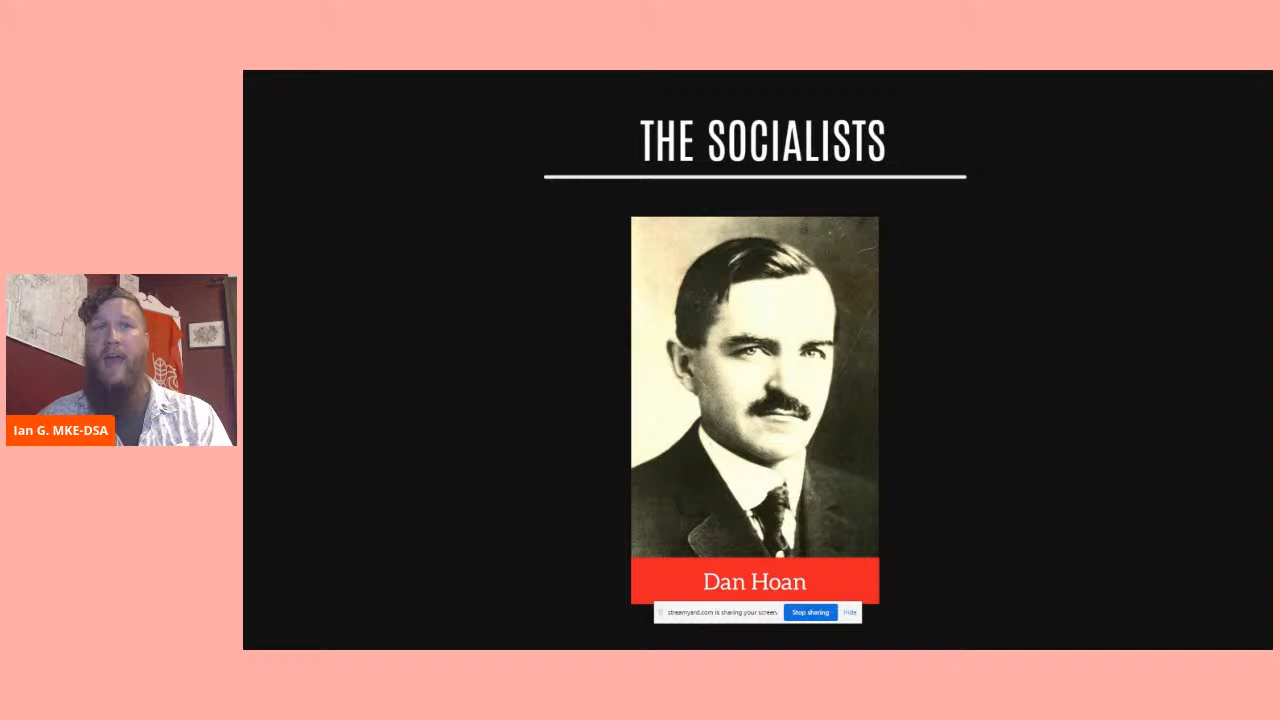 THE SOCIALISTS
Ian G. MKE-DSA
Dan Hoan
streamyard.com is sharing your screen.
Stop sharing
Hide